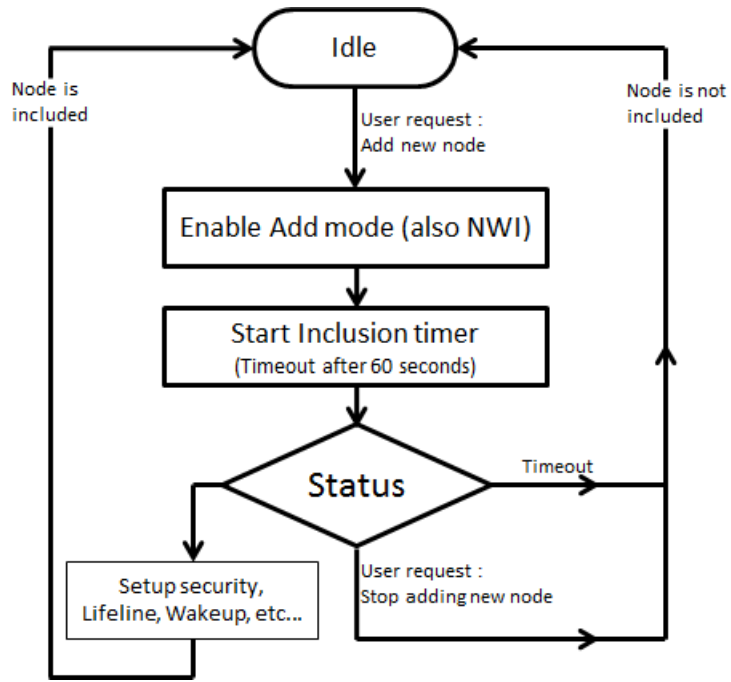 Idle
Node is
included
Node is not
included
User request :
Add new node
Enable Add mode (also NWI)
Start Inclusion timer
(Timeout after 60 seconds)
Status
Timeout
User request :
Stop adding new node
Setup security,
Lifeline, Wakeup, etc...